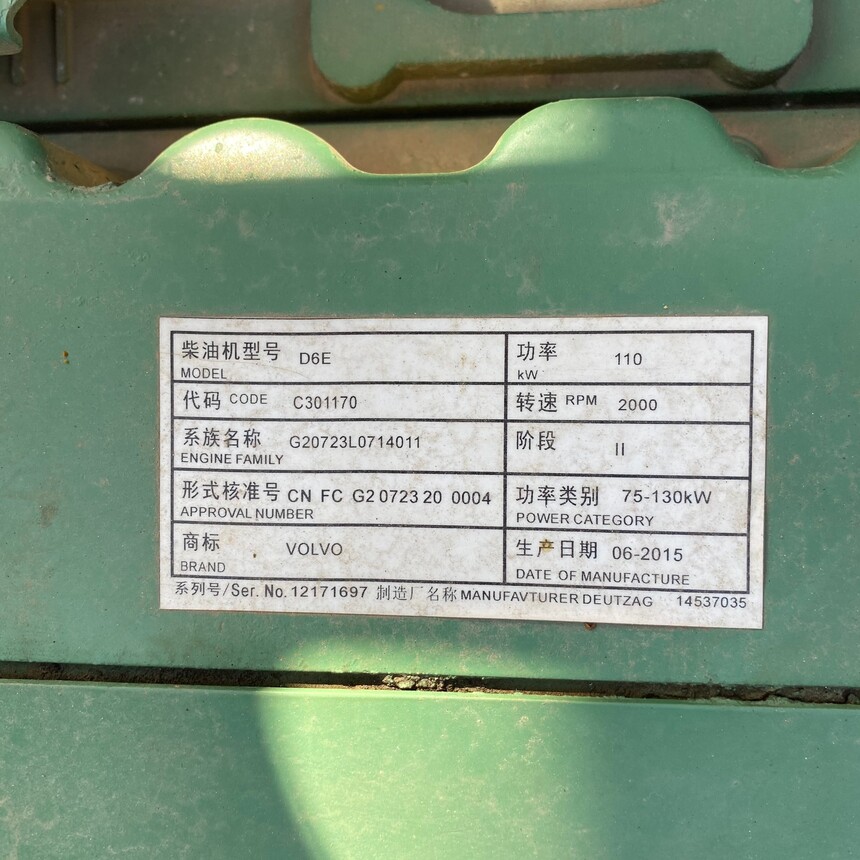 柴油机型号 D6E 功率 110
MODEL kW
代码 CODE C301170 转速 RPM 2000
系族名称 G20723L0714011 阶段 II
ENGINE FAMILY
形式核准号 CN FC G2 0723 20 0004 功率类别 75-130kW
APPROVAL NUMBER POWER CATEGORY
商标 VOLVO 生产日期 06-2015
BRAND DATE OF MANUFACTURE
系列号/Ser. No. 12171697 制造厂名称 MANUFAVTURER DEUTZAG 14537035